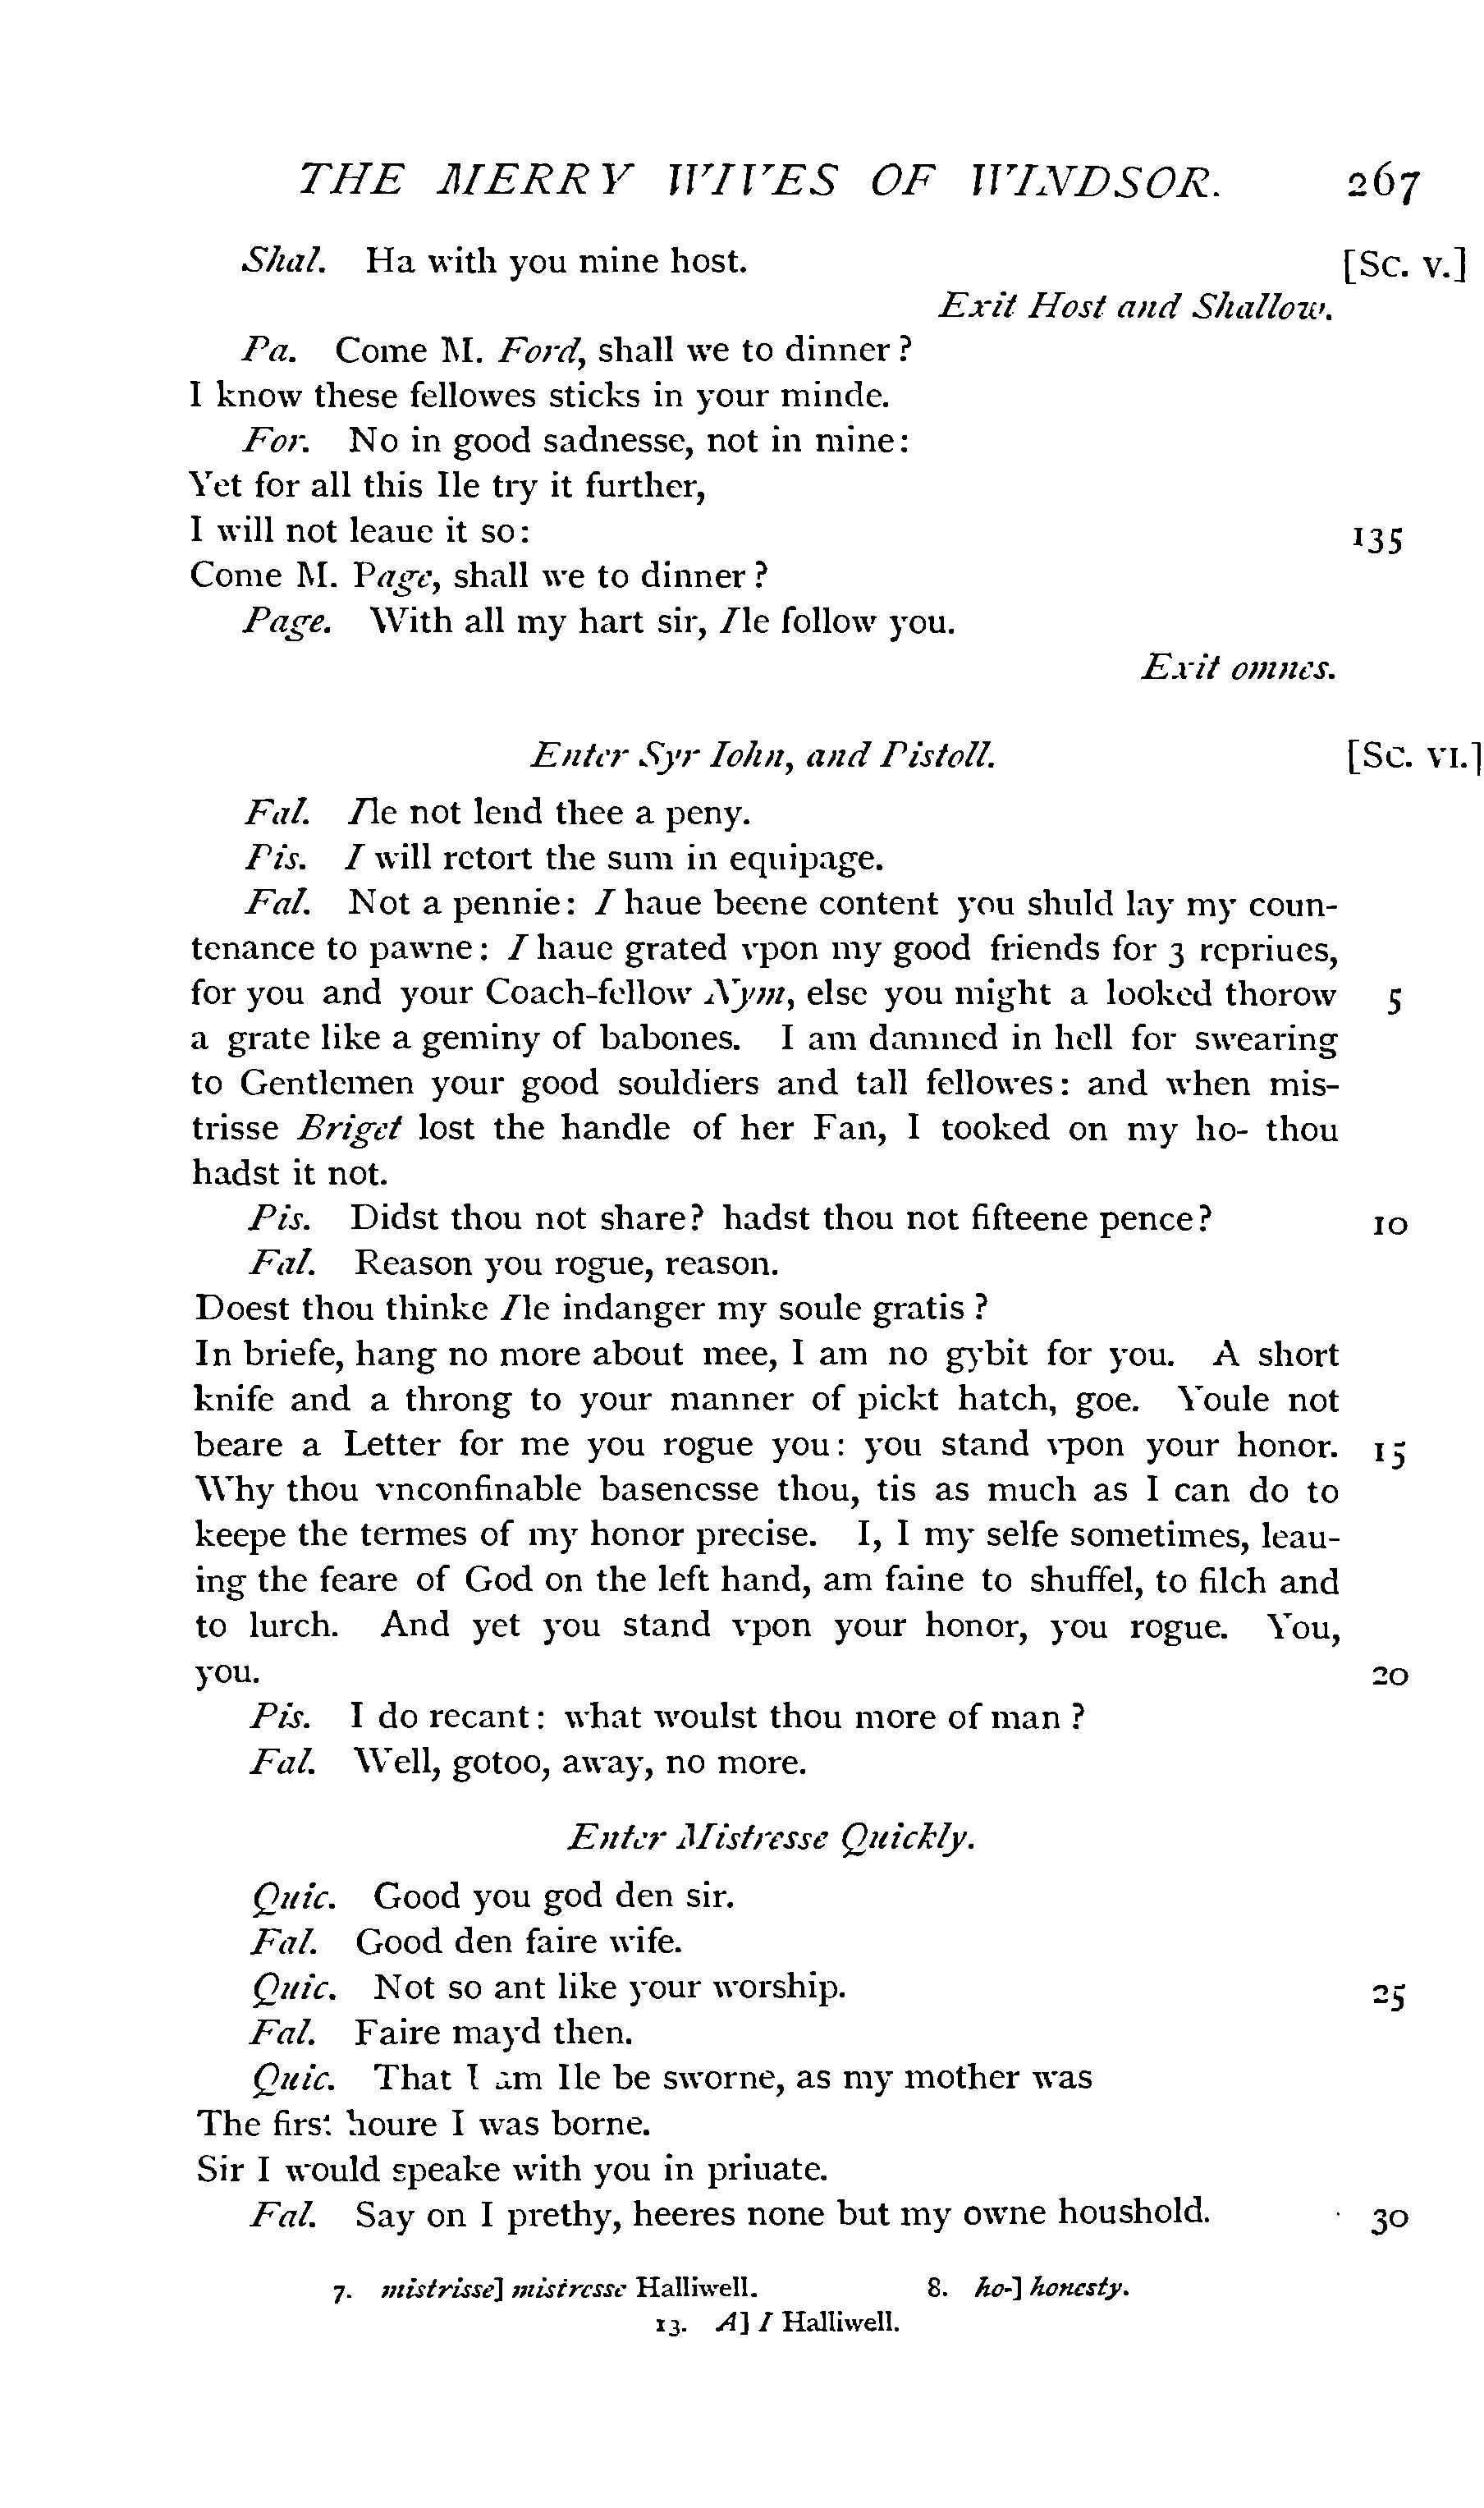 THE MERRY WIVES OF WINDSOR. 267
Shal. Ha with you mine host. [Sc. v.]
Exit Host and Shallow.
Pa. Come M. Ford, shall we to dinner?
I know these fellowes sticks in your minde.
For. No in good sadnesse, not in mine:
Yet for all this Ile try it further,
I will not leaue it so: 135
Come M. Page, shall we to dinner?
Page. With all my hart sir, Ile follow you.
Exit omnes.
Enter Syr Iohn, and Pistoll. [Sc. VI.]
Fal. Ile not lend thee a peny.
Pis. I will retort the sum in equipage.
Fal. Not a pennie: I haue beene content you shuld lay my coun-
tenance to pawne: I haue grated vpon my good friends for 3 repriues,
for you and your Coach-fellow Nym, else you might a looked thorow 5
a grate like a geminy of babones. I am damned in hell for swearing
to Gentlemen your good souldiers and tall fellowes: and when mis-
trisse Briget lost the handle of her Fan, I tooked on my ho- thou
hadst it not.
Pis. Didst thou not share? hadst thou not fifteene pence? 10
Fal. Reason you rogue, reason.
Doest thou thinke Ile indanger my soule gratis?
In briefe, hang no more about mee, I am no gybit for you. A short
knife and a throng to your manner of pickt hatch, goe. Youle not
beare a Letter for me you rogue you: you stand vpon your honor. 15
Why thou vnconfinable basenesse thou, tis as much as I can do to
keepe the termes of my honor precise. I, I my selfe sometimes, leau-
ing the feare of God on the left hand, am faine to shuffel, to filch and
to lurch. And yet you stand vpon your honor, you rogue. You,
you. 20
Pis. I do recant: what woulst thou more of man?
Fal. Well, gotoo, away, no more.
Enter Mistresse Quickly.
Quic. Good you god den sir.
Fal. Good den faire wife.
Quic. Not so ant like your worship. 25
Fal. Faire mayd then.
Quic. That I am Ile be sworne, as my mother was
The first houre I was borne.
Sir I would speake with you in priuate.
Fal. Say on I prethy, heeres none but my owne houshold. 30
7. mistrisse] mistresse Halliwell. 8. ho-] honesty.
13. A] I Halliwell.